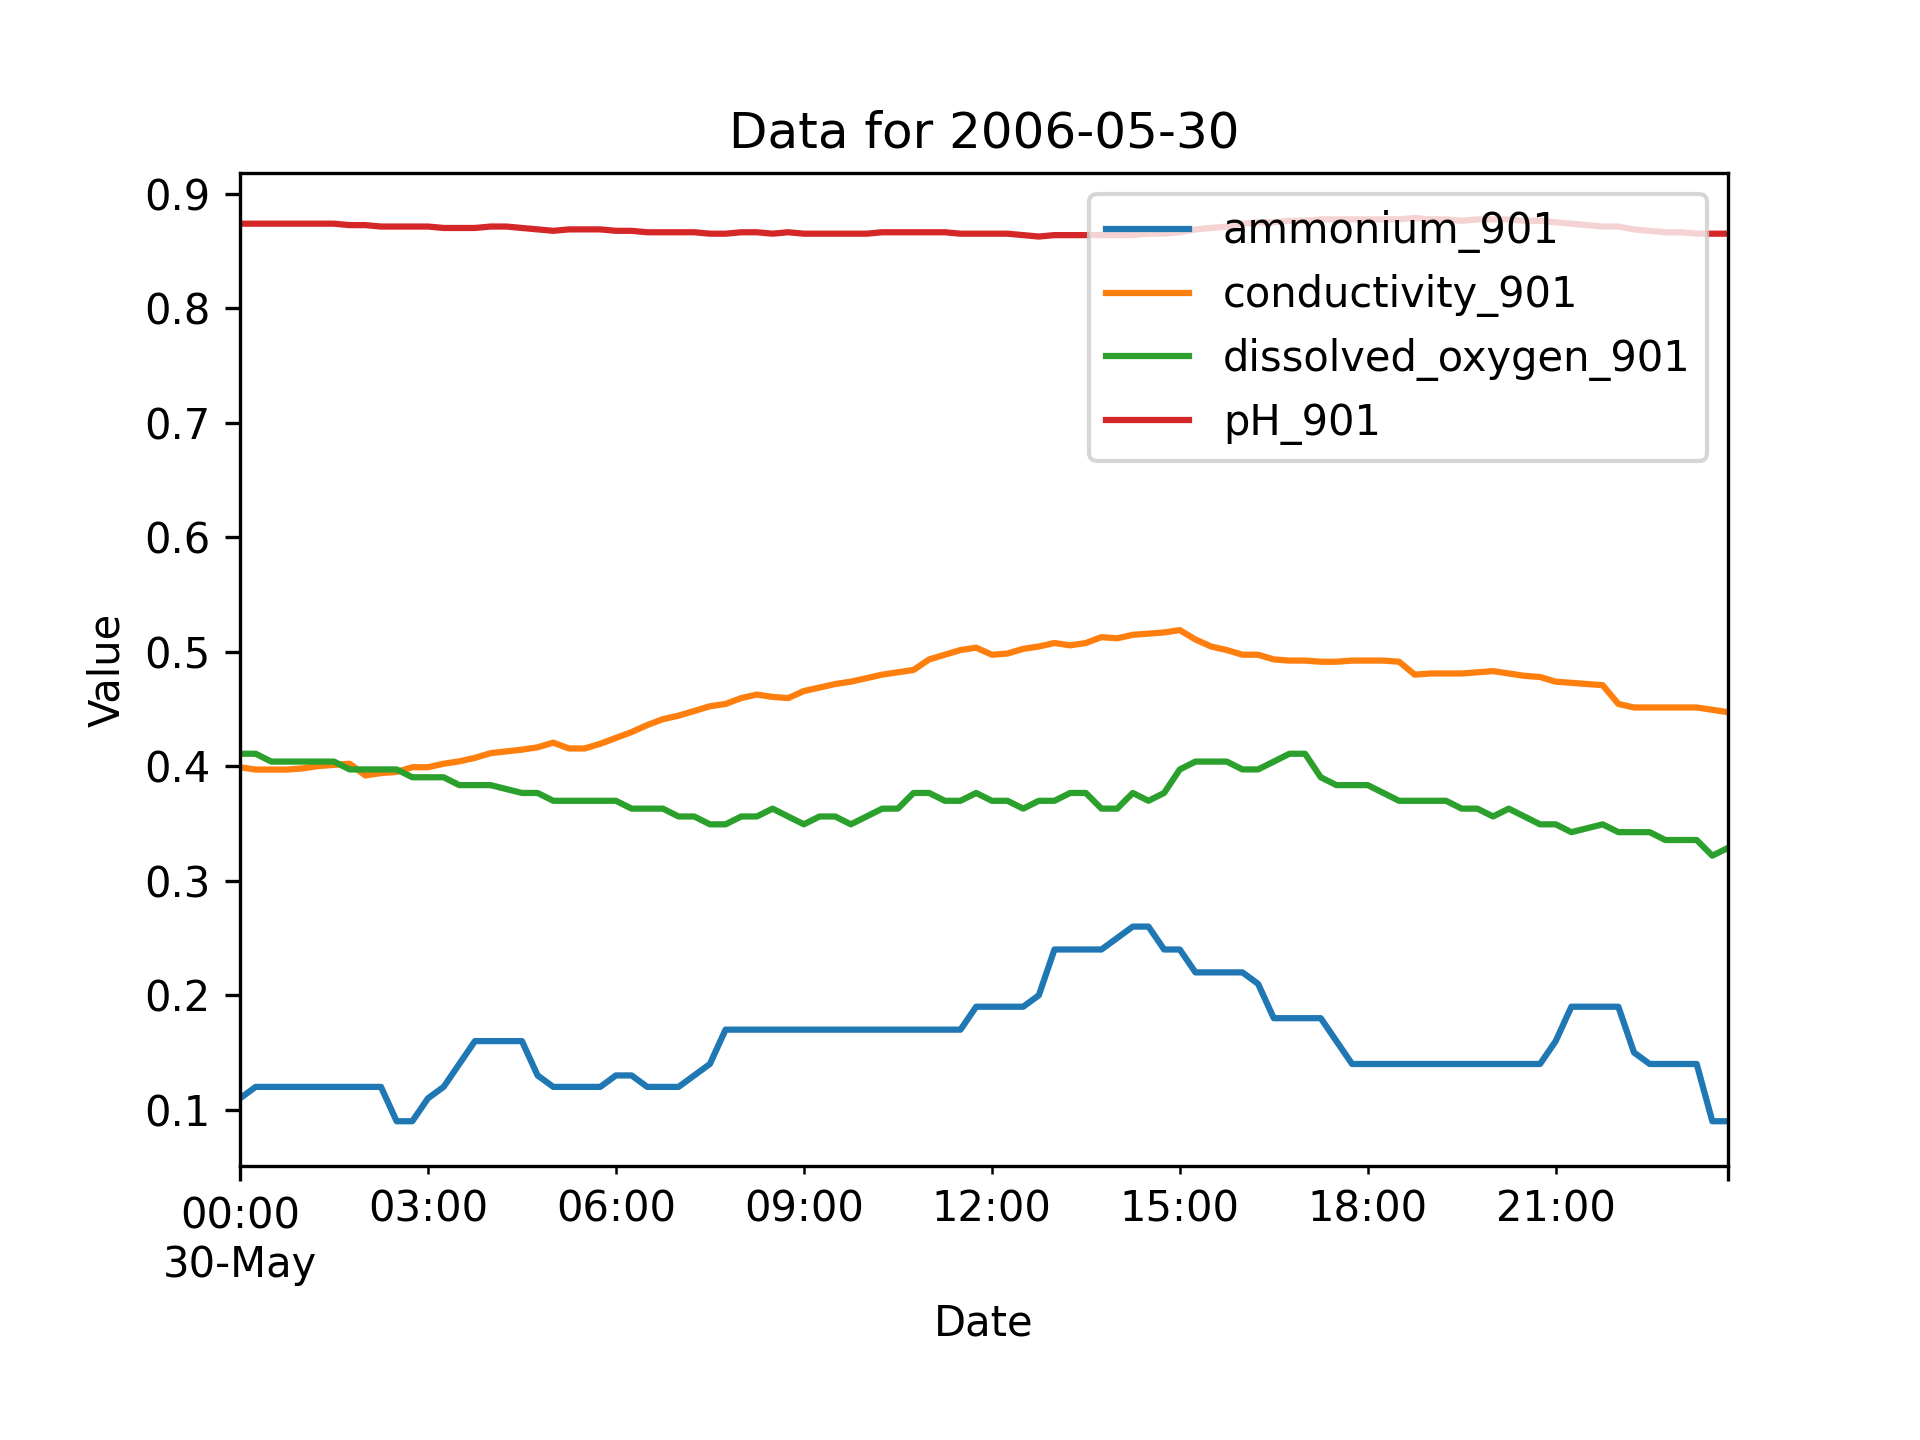 Data for 2006-05-30
ammonium_901
conductivity_901
dissolved_oxygen_901
pH_901
0.9
0.8
0.7
0.6
0.5
0.4
0.3
0.2
0.1
Value
00:00 03:00 06:00 09:00 12:00 15:00 18:00 21:00
30-May
Date